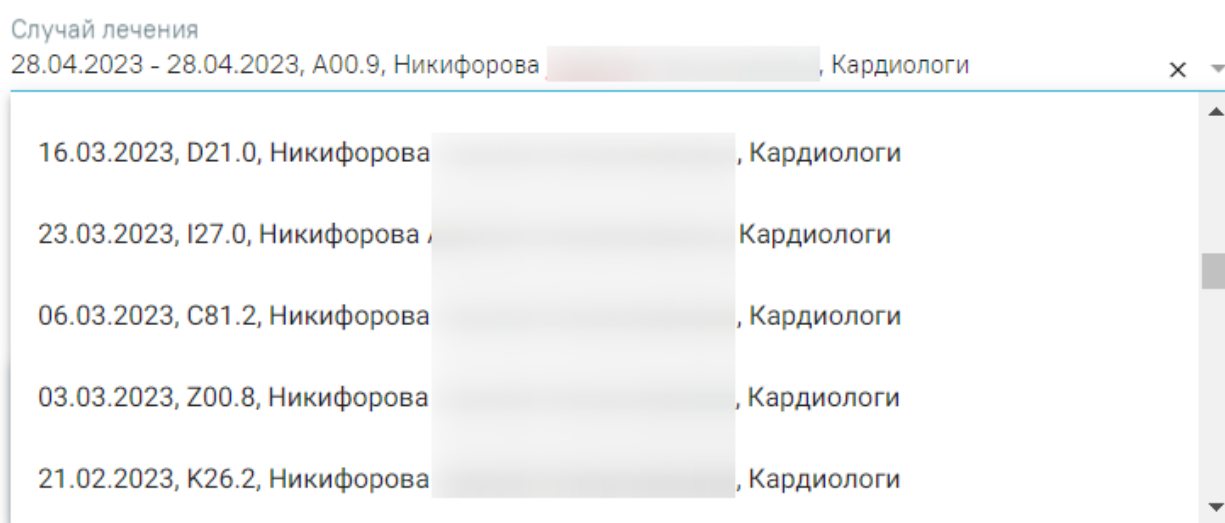 Случай лечения
28.04.2023 - 28.04.2023, A00.9, Никифорова , Кардиологи
16.03.2023, D21.0, Никифорова , Кардиологи
23.03.2023, I27.0, Никифорова Кардиологи
06.03.2023, C81.2, Никифорова , Кардиологи
03.03.2023, Z00.8, Никифорова , Кардиологи
21.02.2023, K26.2, Никифорова , Кардиологи